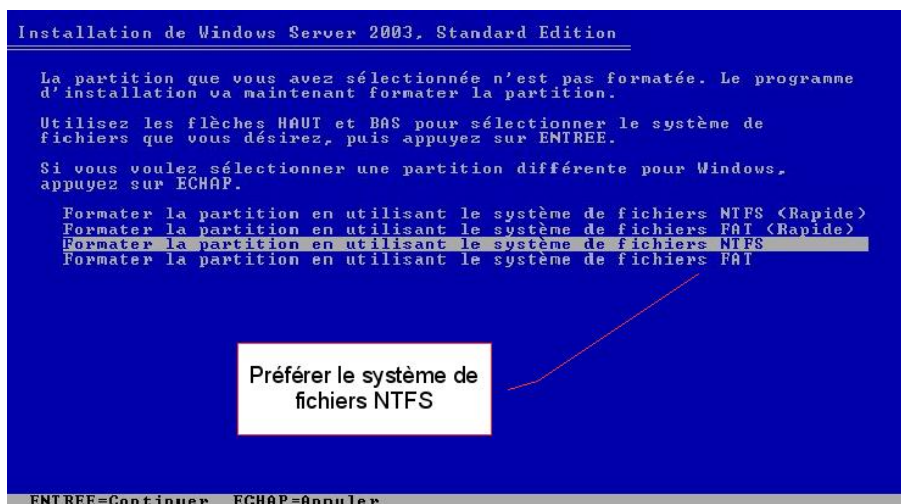 Installation de Windows Server 2003, Standard Edition
La partition que vous avez sélectionnée n'est pas formatée. Le programme
d'installation va maintenant formater la partition.
Utilisez les flèches HAUT et BAS pour sélectionner le système de
fichiers que vous désirez, puis appuyez sur ENTREE.
Si vous voulez sélectionner une partition différente pour Windows,
appuyez sur ECHAP.
Formater la partition en utilisant le système de fichiers NTFS (Rapide)
Formater la partition en utilisant le système de fichiers FAT (Rapide)
Formater la partition en utilisant le système de fichiers NTFS
Formater la partition en utilisant le système de fichiers FAT
Préférer le système de
fichiers NTFS
ENTREE=Continuer ECHAP=Annuler